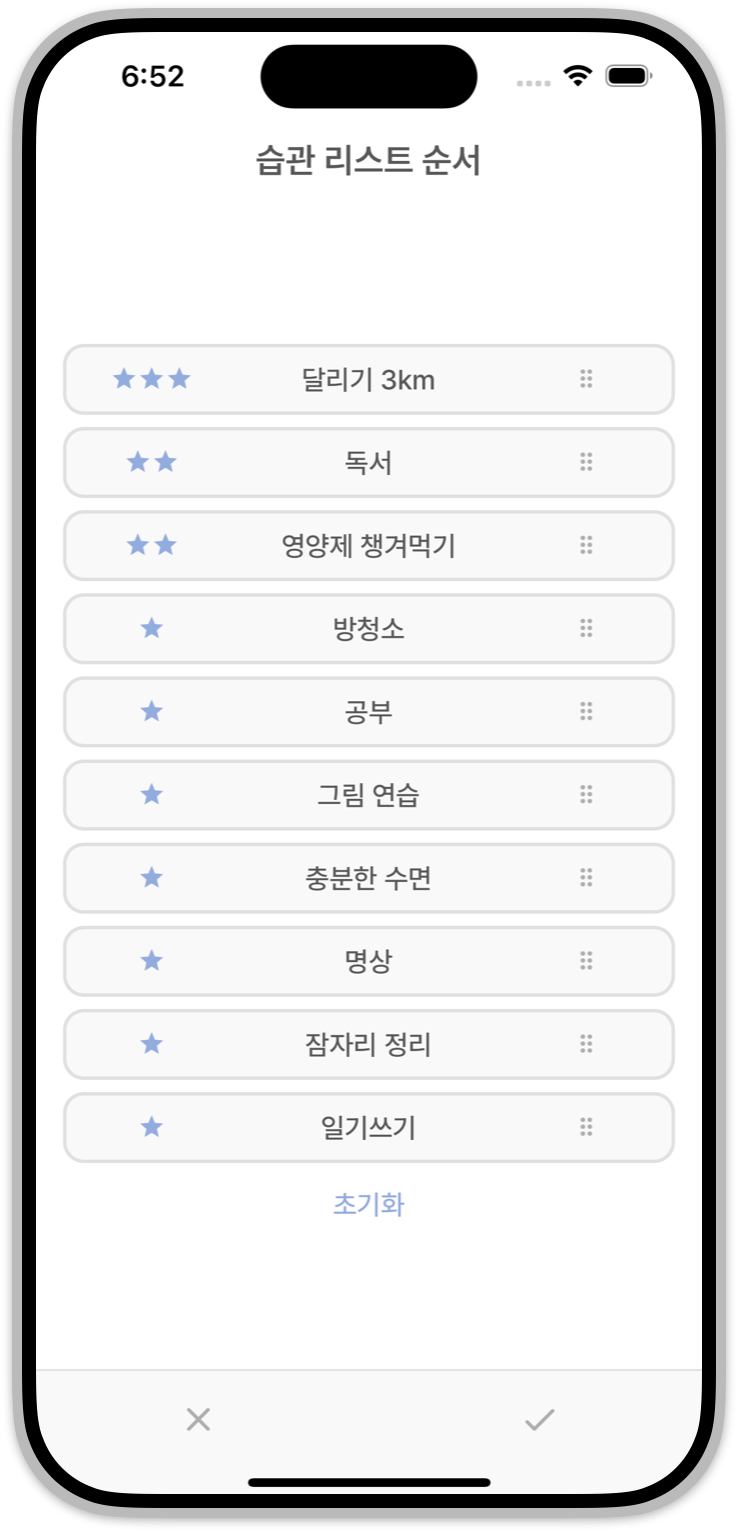 6:52
습관 리스트 순서
달리기 3km
독서
영양제 챙겨먹기
방청소
공부
그림 연습
충분한 수면
명상
잠자리 정리
일기쓰기
초기화